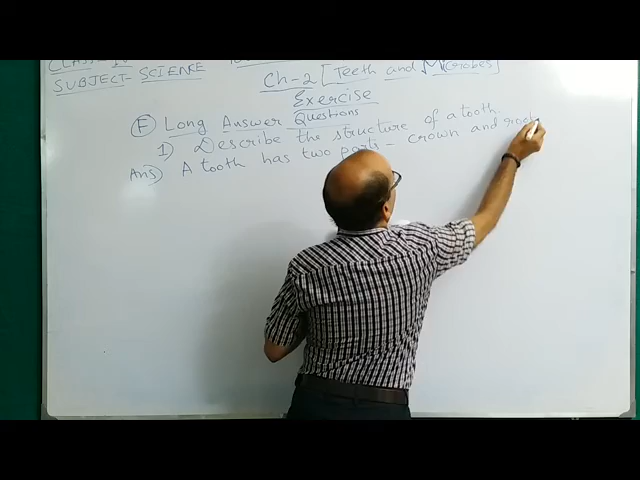 SUBJECT- SCIENCE
Ch-2 [Teeth and Microbes]
Exercise
(F) Long Answer Questions
1) Describe the structure of a tooth.
Ans) A tooth has two parts - crown and root